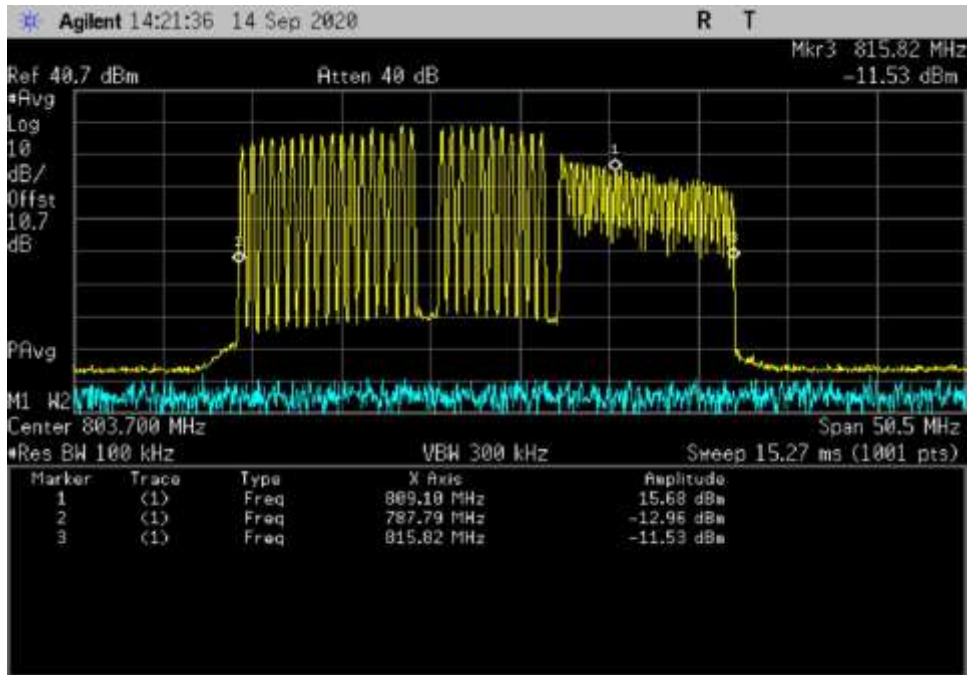 Agilent 14:21:36 14 Sep 2020 R T
Mkr3 815.82 MHz
Ref 40.7 dBm Atten 40 dB -11.53 dBm
#Avg
Log
10
dB/
Offst
10.7
dB
PAvg
M1 W2
1
2
3
Center 803.700 MHz Span 50.5 MHz
#Res BW 100 kHz VBW 300 kHz Sweep 15.27 ms (1001 pts)
Marker Trace Type X Axis Amplitude
1 (1) Freq 809.10 MHz 15.68 dBm
2 (1) Freq 787.79 MHz -12.96 dBm
3 (1) Freq 815.82 MHz -11.53 dBm